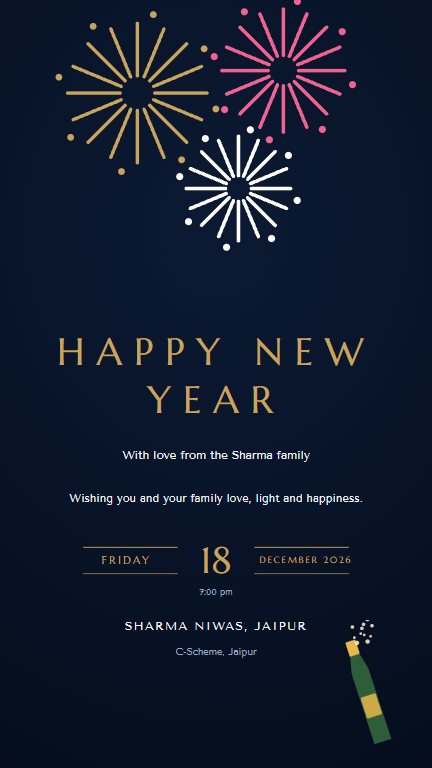 HAPPY NEW
YEAR
With love from the Sharma family
Wishing you and your family love, light and happiness.
FRIDAY
18
DECEMBER 2026
7:00 pm
SHARMA NIWAS, JAIPUR
C-Scheme, Jaipur